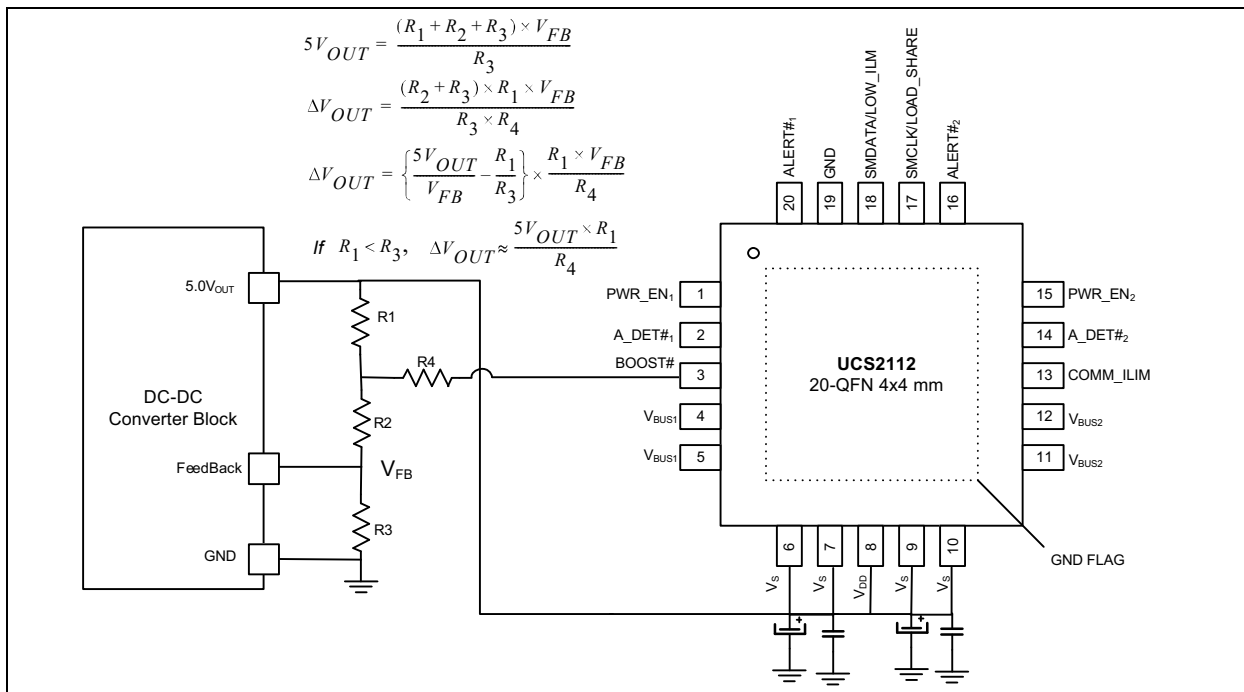 5V_OUT = (R₁ + R₂ + R₃) × V_FB / R₃
ΔV_OUT = (R₂ + R₃) × R₁ × V_FB / R₃ × R₄
ΔV_OUT = {5V_OUT / V_FB − R₁ / R₃} × R₁ × V_FB / R₄
If R₁ < R₃, ΔV_OUT ≈ 5V_OUT × R₁ / R₄
DC-DC
Converter Block
5.0V_OUT
FeedBack
GND
R1
R4
R2
V_FB
R3
ALERT#₁
GND
SMDATA/LOW_ILM
SMCLK/LOAD_SHARE
ALERT#₂
20
19
18
17
16
PWR_EN₁
1
A_DET#₁
2
BOOST#
3
V_BUS1
4
V_BUS1
5
UCS2112
20-QFN 4x4 mm
15
PWR_EN₂
14
A_DET#₂
13
COMM_ILIM
12
V_BUS2
11
V_BUS2
6
7
8
9
10
V_S
V_S
V_DD
V_S
V_S
GND FLAG
+
+